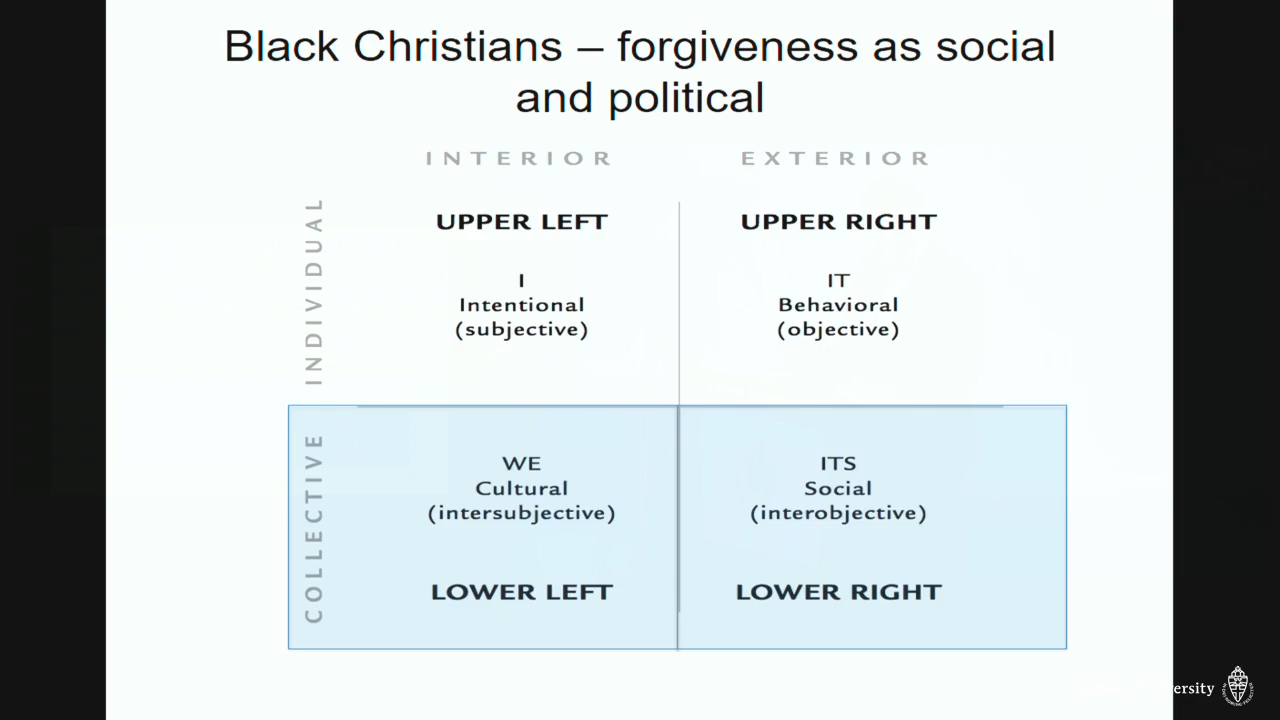 Black Christians – forgiveness as social
and political
INTERIOR EXTERIOR
INDIVIDUAL
UPPER LEFT UPPER RIGHT
I IT
Intentional Behavioral
(subjective) (objective)
COLLECTIVE
WE ITS
Cultural Social
(intersubjective) (interobjective)
LOWER LEFT LOWER RIGHT
ersity